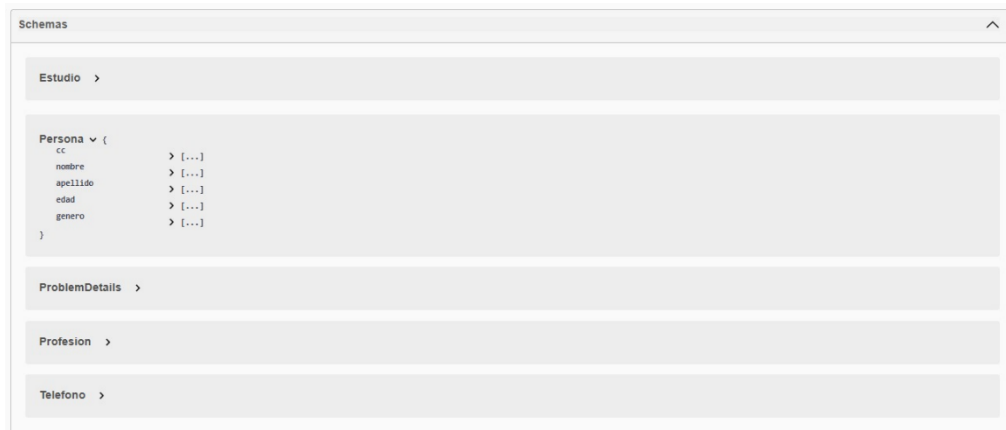 Schemas
Estudio >
Persona {
cc > [...]
nombre > [...]
apellido > [...]
edad > [...]
genero > [...]
}
ProblemDetails >
Profesion >
Telefono >